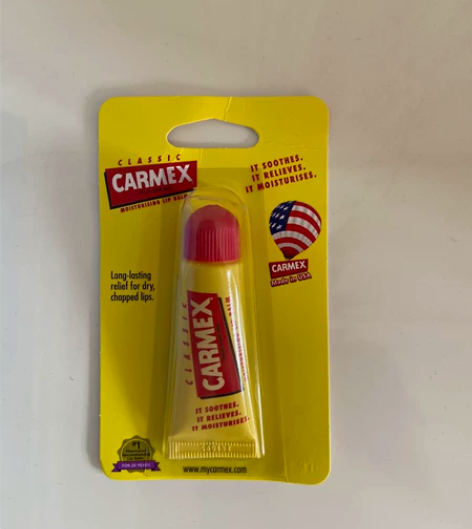 CLASSIC
CARMEX
MOISTURISING LIP BALM
IT SOOTHES.
IT RELIEVES.
IT MOISTURISES.
CARMEX
Made in USA
Long-lasting
relief for dry,
chapped lips.
CLASSIC
CARMEX
IT SOOTHES.
IT RELIEVES.
IT MOISTURISES.
#1
www.mycarmex.com